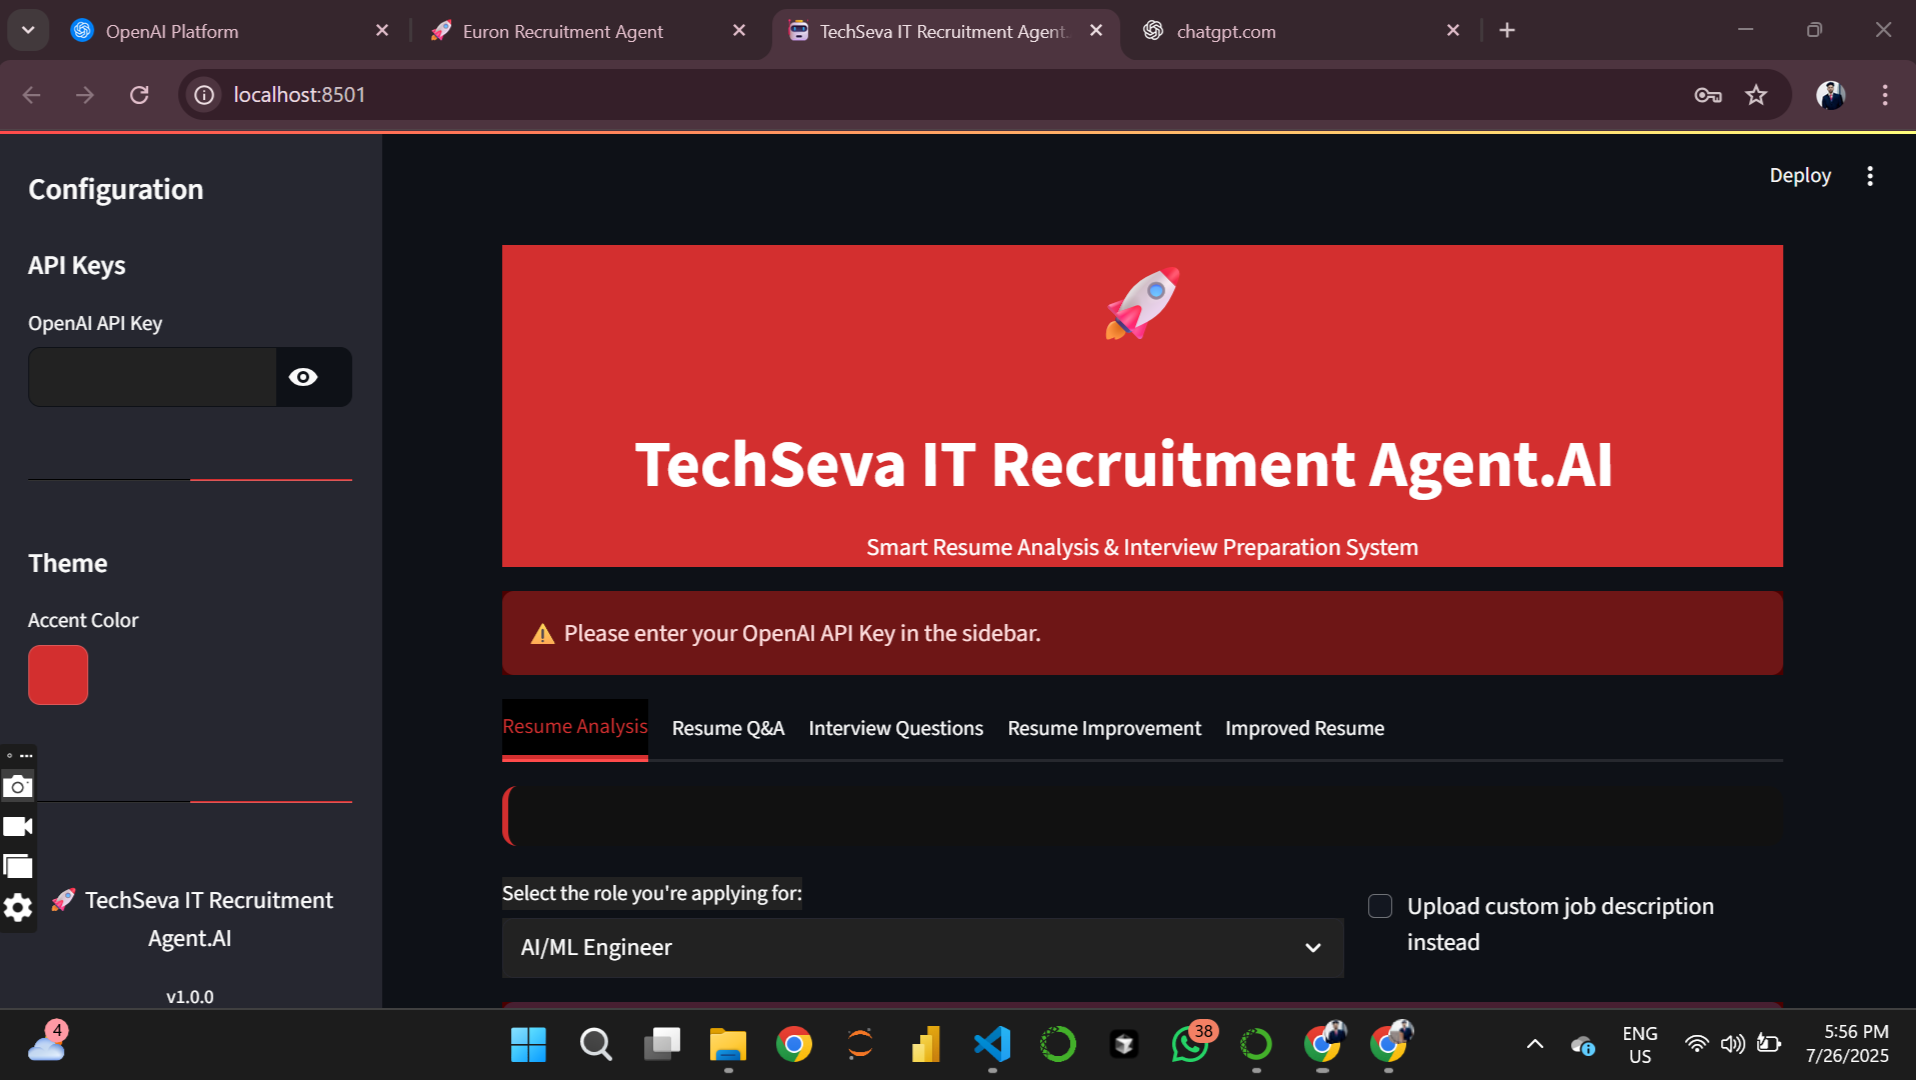 OpenAI Platform
Euron Recruitment Agent
TechSeva IT Recruitment Agent.
chatgpt.com
localhost:8501
Configuration
API Keys
OpenAI API Key
Theme
Accent Color
🚀 TechSeva IT Recruitment
Agent.AI
v1.0.0
Deploy
TechSeva IT Recruitment Agent.AI
Smart Resume Analysis & Interview Preparation System
⚠️ Please enter your OpenAI API Key in the sidebar.
Resume Analysis
Resume Q&A
Interview Questions
Resume Improvement
Improved Resume
Select the role you're applying for:
AI/ML Engineer
Upload custom job description
instead
4
38
ENG
US
5:56 PM
7/26/2025